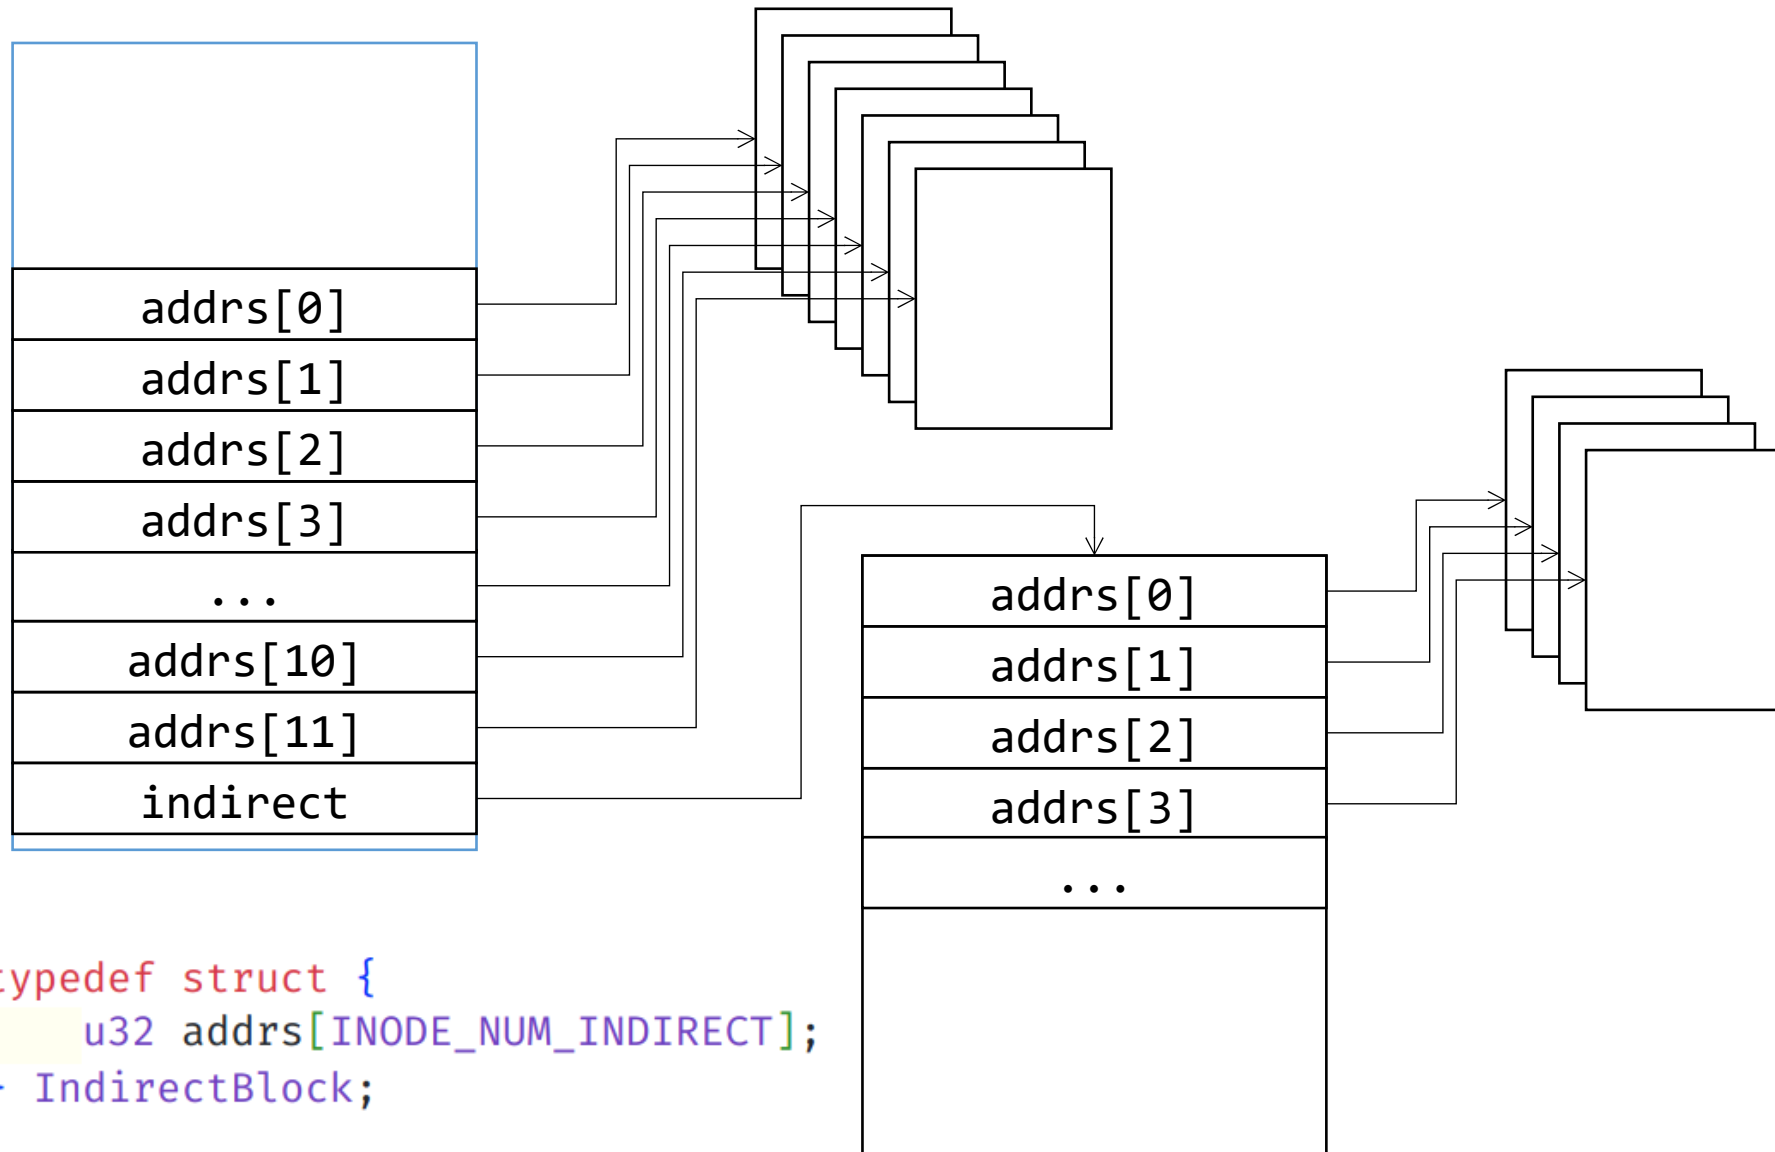 addrs[0]
addrs[1]
addrs[2]
addrs[3]
...
addrs[10]
addrs[11]
indirect
addrs[0]
addrs[1]
addrs[2]
addrs[3]
...
typedef struct {
u32 addrs[INODE_NUM_INDIRECT];
IndirectBlock;